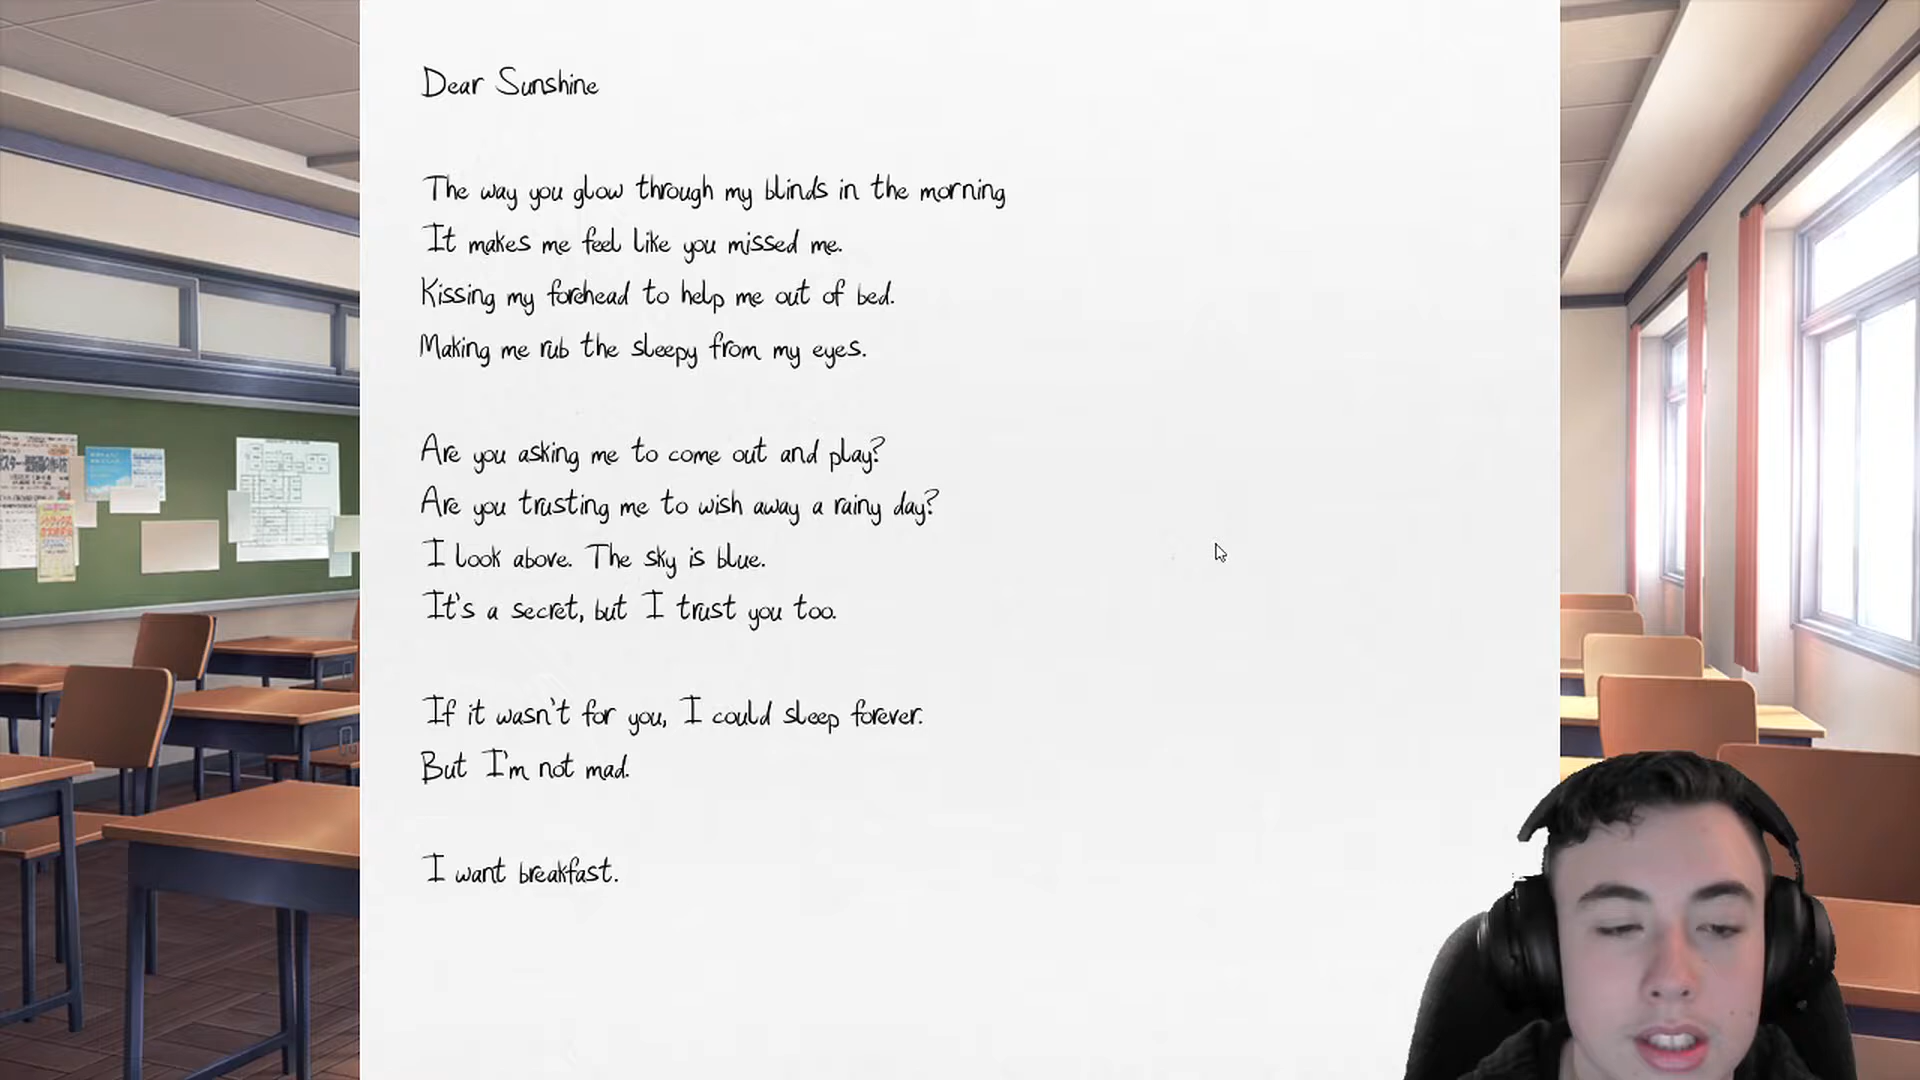 Dear Sunshine
The way you glow through my blinds in the morning
It makes me feel like you missed me.
Kissing my forehead to help me out of bed.
Making me rub the sleepy from my eyes.
Are you asking me to come out and play?
Are you trusting me to wish away a rainy day?
I look above. The sky is blue.
It's a secret, but I trust you too.
If it wasn't for you, I could sleep forever.
But I'm not mad.
I want breakfast.